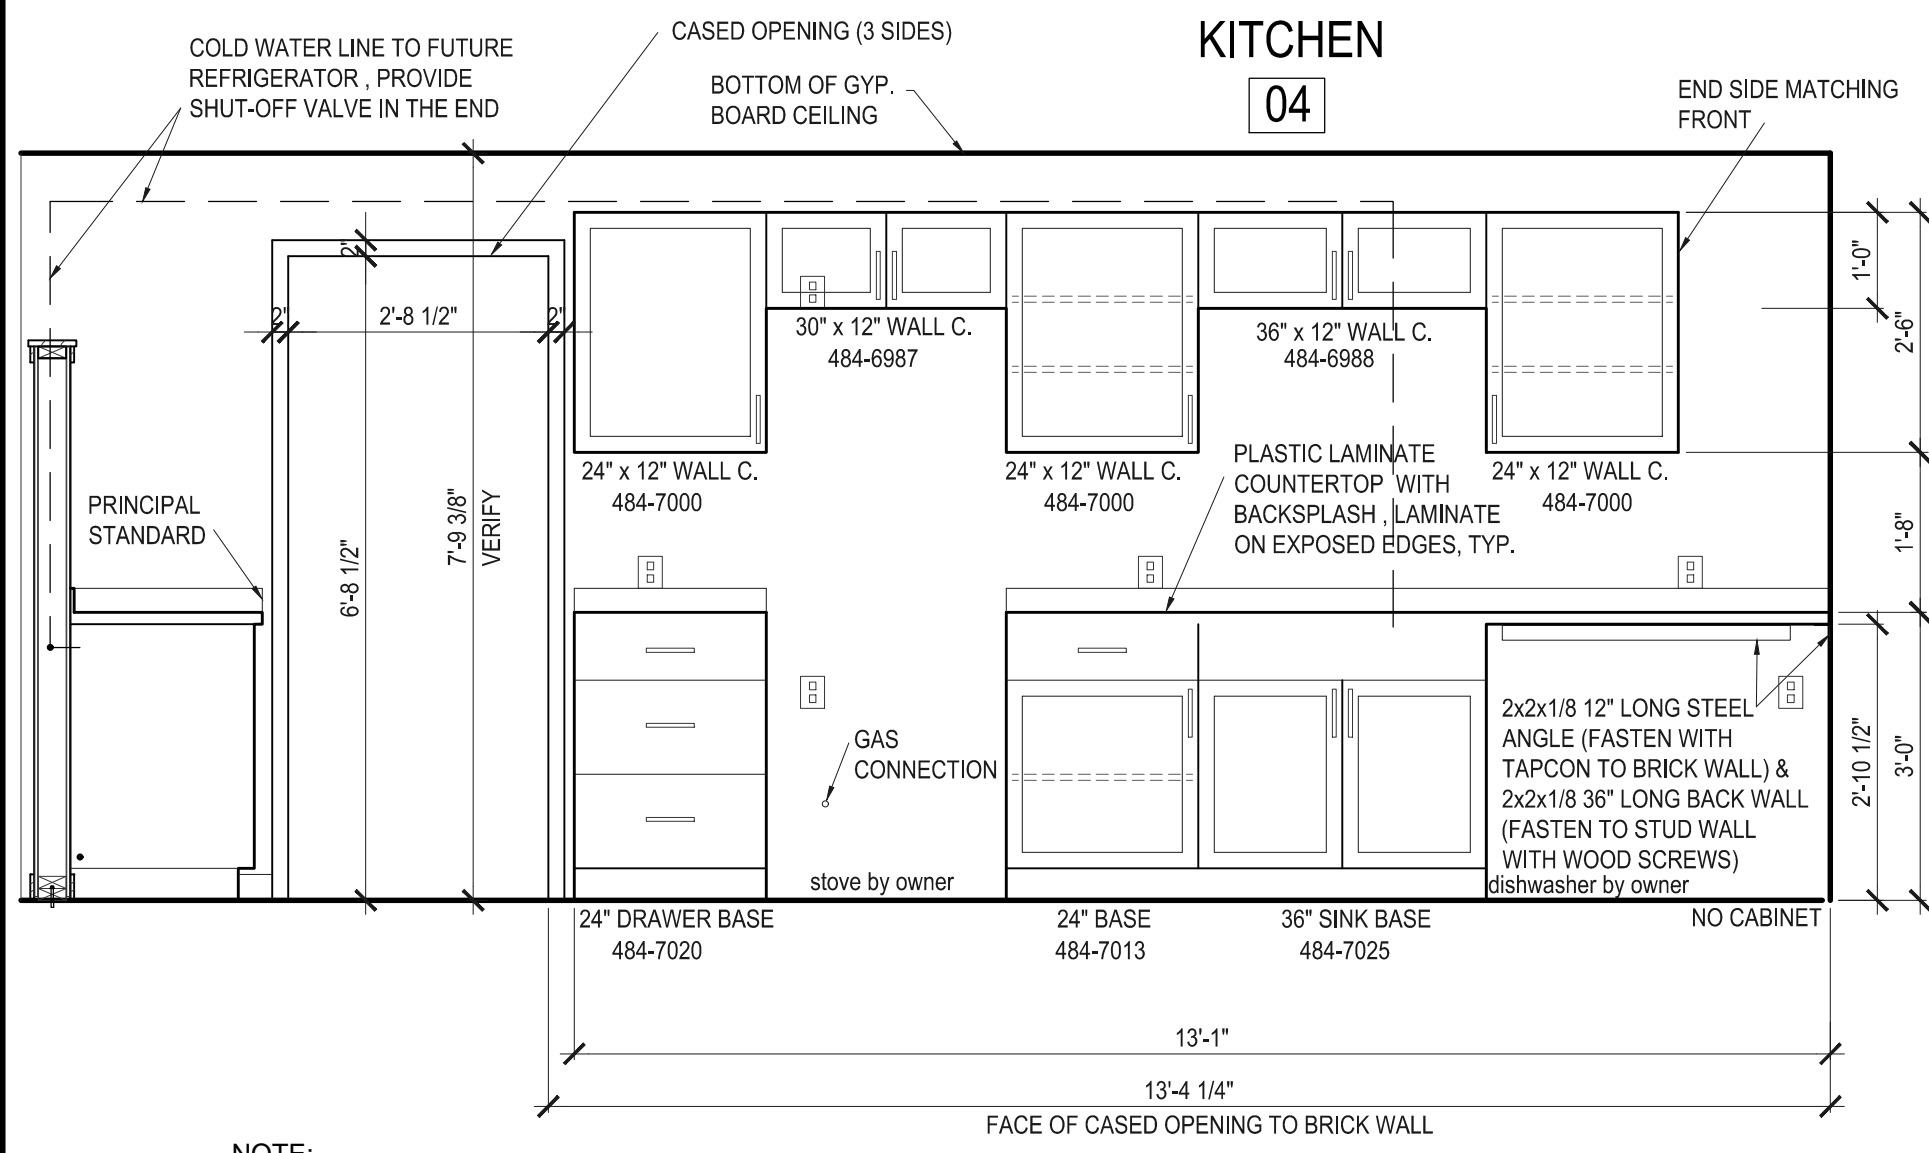 KITCHEN
04
COLD WATER LINE TO FUTURE
REFRIGERATOR , PROVIDE
SHUT-OFF VALVE IN THE END
CASED OPENING (3 SIDES)
BOTTOM OF GYP.
BOARD CEILING
END SIDE MATCHING
FRONT
2"
2"
2'-8 1/2"
2"
6'-8 1/2"
7'-9 3/8"
VERIFY
30" x 12" WALL C.
484-6987
36" x 12" WALL C.
484-6988
1'-0"
2'-6"
24" x 12" WALL C.
484-7000
24" x 12" WALL C.
484-7000
24" x 12" WALL C.
484-7000
PLASTIC LAMINATE
COUNTERTOP WITH
BACKSPLASH , LAMINATE
ON EXPOSED EDGES, TYP.
1'-8"
PRINCIPAL
STANDARD
GAS
CONNECTION
2x2x1/8 12" LONG STEEL
ANGLE (FASTEN WITH
TAPCON TO BRICK WALL) &
2x2x1/8 36" LONG BACK WALL
(FASTEN TO STUD WALL
WITH WOOD SCREWS)
2'-10 1/2"
3'-0"
stove by owner
dishwasher by owner
24" DRAWER BASE
484-7020
24" BASE
484-7013
36" SINK BASE
484-7025
NO CABINET
13'-1"
13'-4 1/4"
FACE OF CASED OPENING TO BRICK WALL
NOTE: